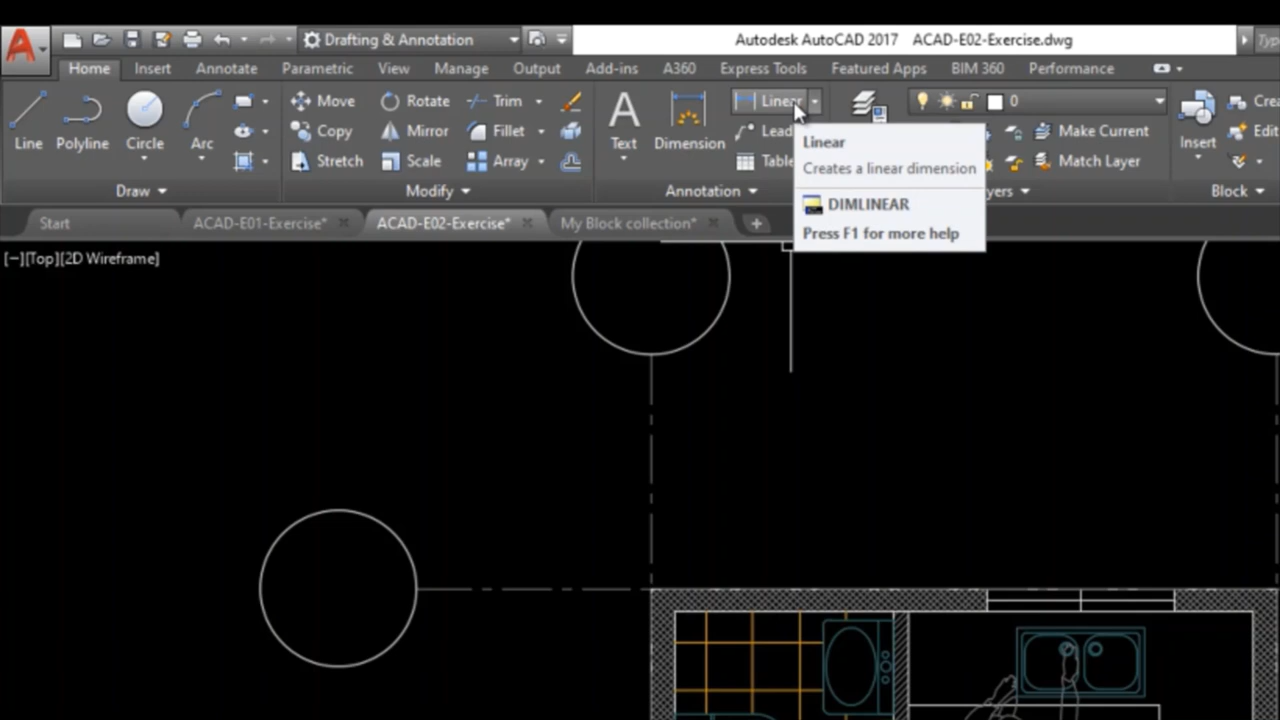 Drafting & Annotation
Autodesk AutoCAD 2017 ACAD-E02-Exercise.dwg
Home Insert Annotate Parametric View Manage Output Add-ins A360 Express Tools Featured Apps BIM 360 Performance
Line Polyline Circle Arc
Move Rotate Trim
Copy Mirror Fillet
Stretch Scale Array
Text Dimension
Linear
0
Make Current
Match Layer
Insert
Draw Modify Annotation Block
Linear
Creates a linear dimension
DIMLINEAR
Press F1 for more help
Start ACAD-E01-Exercise* ACAD-E02-Exercise* My Block collection*
[−][Top][2D Wireframe]